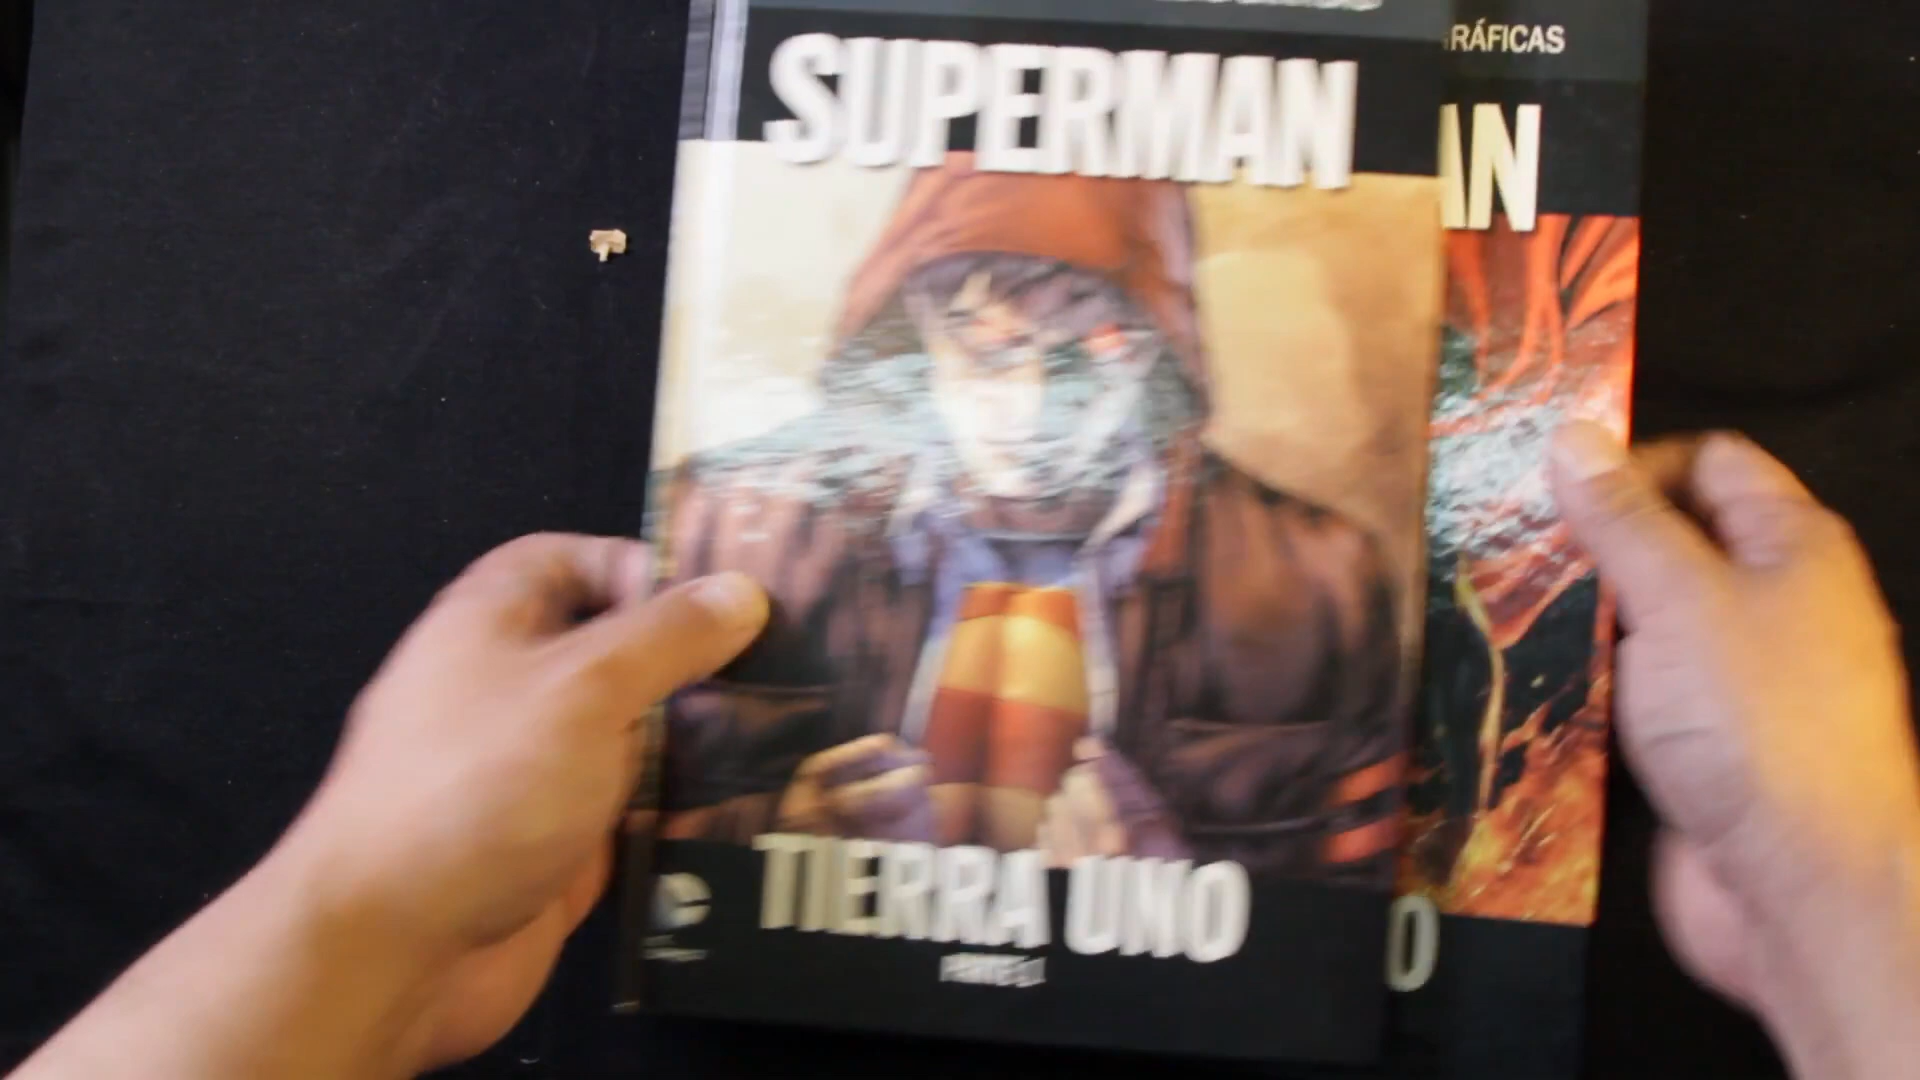 SUPERMAN
TIERRA UNO
RÁFICAS
AN
O